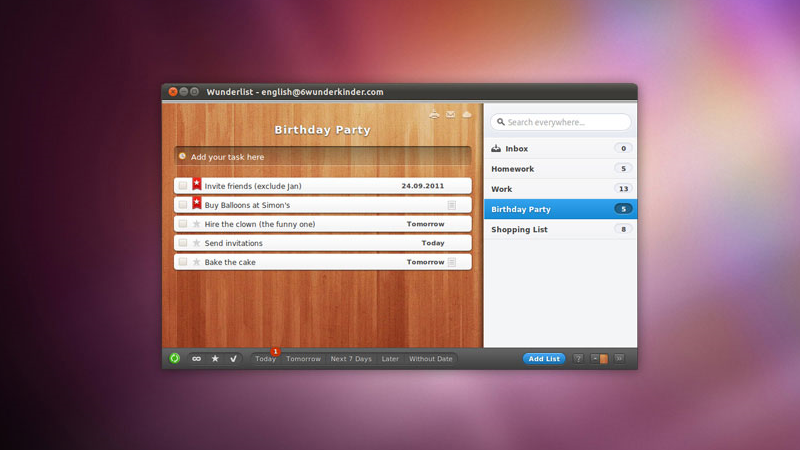 Wunderlist – english@6wunderkinder.com
Birthday Party
Add your task here
Invite friends (exclude Jan) 24.09.2011
Buy Balloons at Simon's
Hire the clown (the funny one) Tomorrow
Send invitations Today
Bake the cake Tomorrow
Search everywhere...
Inbox 0
Homework 5
Work 13
Birthday Party 5
Shopping List 8
1
Today Tomorrow Next 7 Days Later Without Date
Add List ?